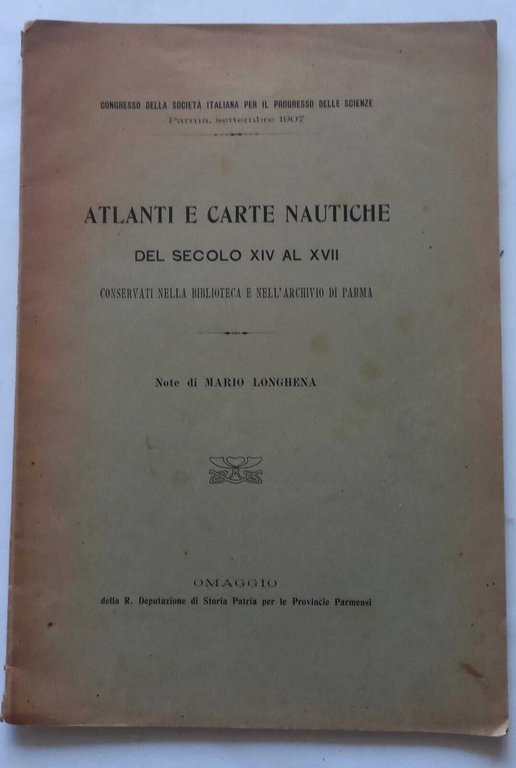 CONGRESSO DELLA SOCIETÀ ITALIANA PER IL PROGRESSO DELLE SCIENZE
Parma, settembre 1907
ATLANTI E CARTE NAUTICHE
DEL SECOLO XIV AL XVII
CONSERVATI NELLA BIBLIOTECA E NELL'ARCHIVIO DI PARMA
Note di MARIO LONGHENA
OMAGGIO
della R. Deputazione di Storia Patria per le Provincie Parmensi